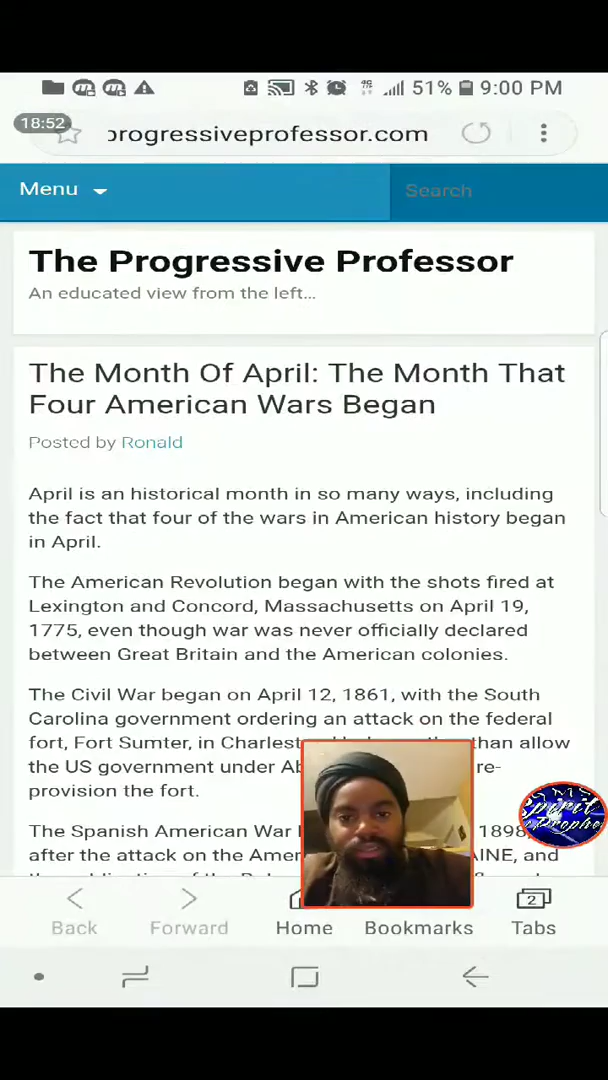 51% 9:00 PM
18:52
rogressiveprofessor.com
Menu
Search
The Progressive Professor
An educated view from the left...
The Month Of April: The Month That
Four American Wars Began
Posted by Ronald
April is an historical month in so many ways, including
the fact that four of the wars in American history began
in April.
The American Revolution began with the shots fired at
Lexington and Concord, Massachusetts on April 19,
1775, even though war was never officially declared
between Great Britain and the American colonies.
The Civil War began on April 12, 1861, with the South
Carolina government ordering an attack on the federal
fort, Fort Sumter, in than allow
the US government under re-
provision the fort.
The Spanish American War 1898
after the attack on the AINE, and
Spirit
Back
Forward
Home
Bookmarks
2
Tabs